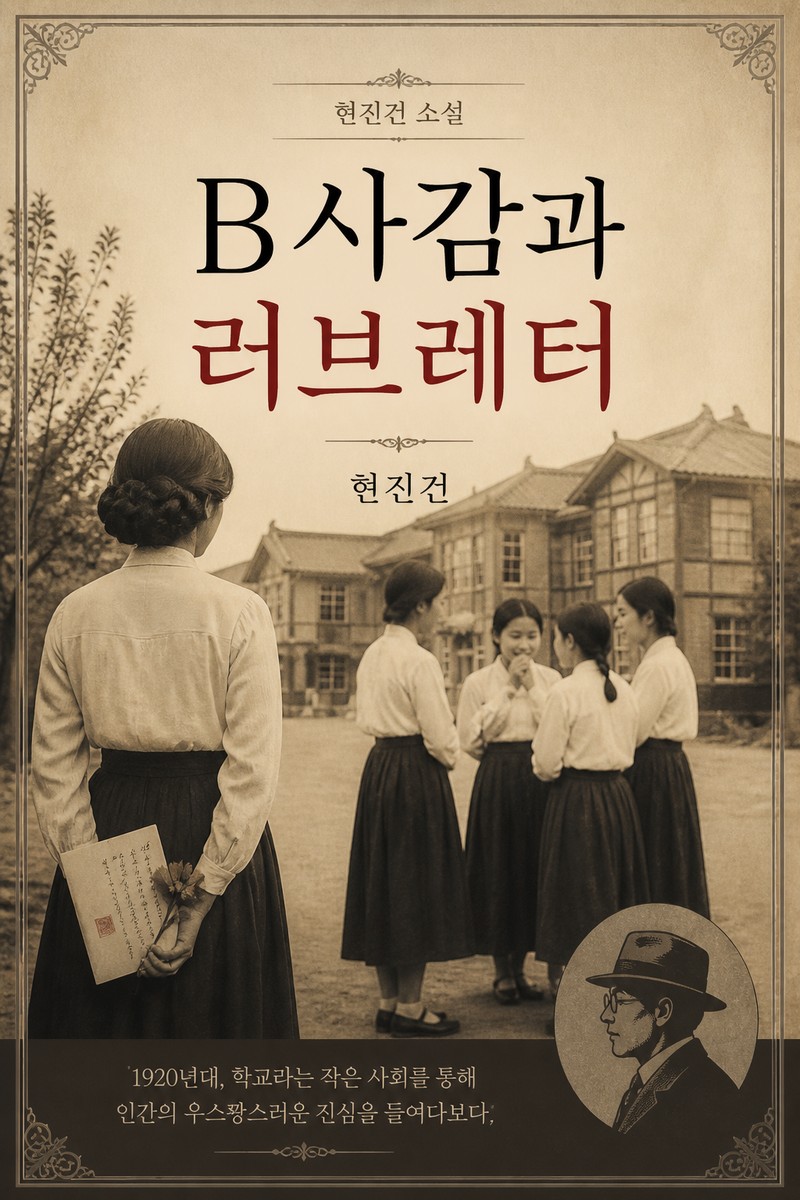 현진건 소설
B사감과
러브레터
현진건
1920년대, 학교라는 작은 사회를 통해
인간의 우스꽝스러운 진심을 들여다보다,